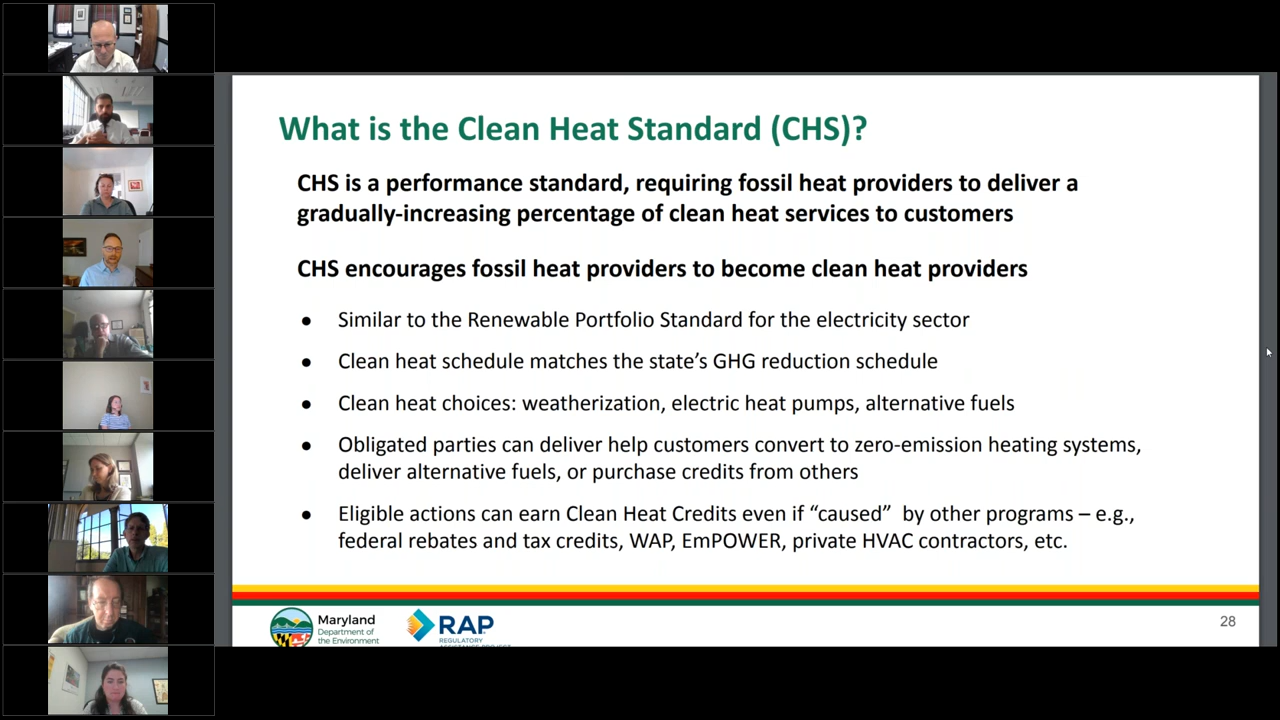 What is the Clean Heat Standard (CHS)?
CHS is a performance standard, requiring fossil heat providers to deliver a
gradually-increasing percentage of clean heat services to customers
CHS encourages fossil heat providers to become clean heat providers
• Similar to the Renewable Portfolio Standard for the electricity sector
• Clean heat schedule matches the state's GHG reduction schedule
• Clean heat choices: weatherization, electric heat pumps, alternative fuels
• Obligated parties can deliver help customers convert to zero-emission heating systems,
deliver alternative fuels, or purchase credits from others
• Eligible actions can earn Clean Heat Credits even if “caused” by other programs – e.g.,
federal rebates and tax credits, WAP, EmPOWER, private HVAC contractors, etc.
Maryland
Department of
the Environment
RAP
REGULATORY
ASSISTANCE PROJECT
28